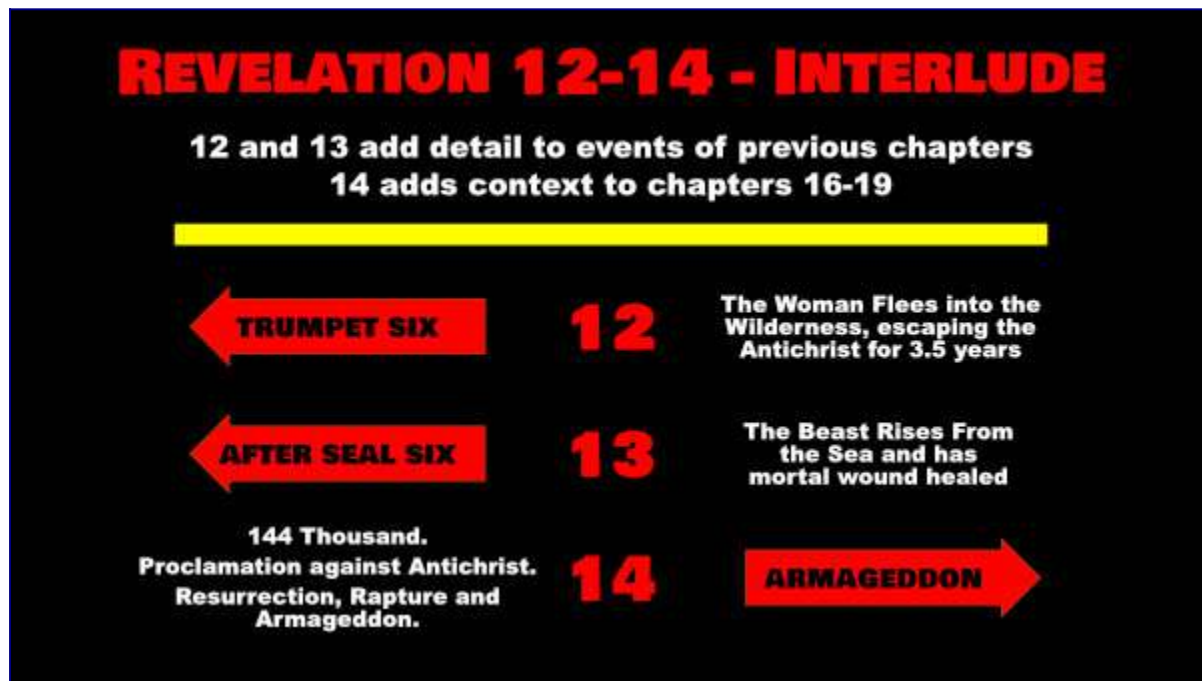 REVELATION 12-14 - INTERLUDE
12 and 13 add detail to events of previous chapters
14 adds context to chapters 16-19
TRUMPET SIX
12
The Woman Flees into the
Wilderness, escaping the
Antichrist for 3.5 years
AFTER SEAL SIX
13
The Beast Rises From
the Sea and has
mortal wound healed
144 Thousand.
Proclamation against Antichrist.
Resurrection, Rapture and
Armageddon.
14
ARMAGEDDON